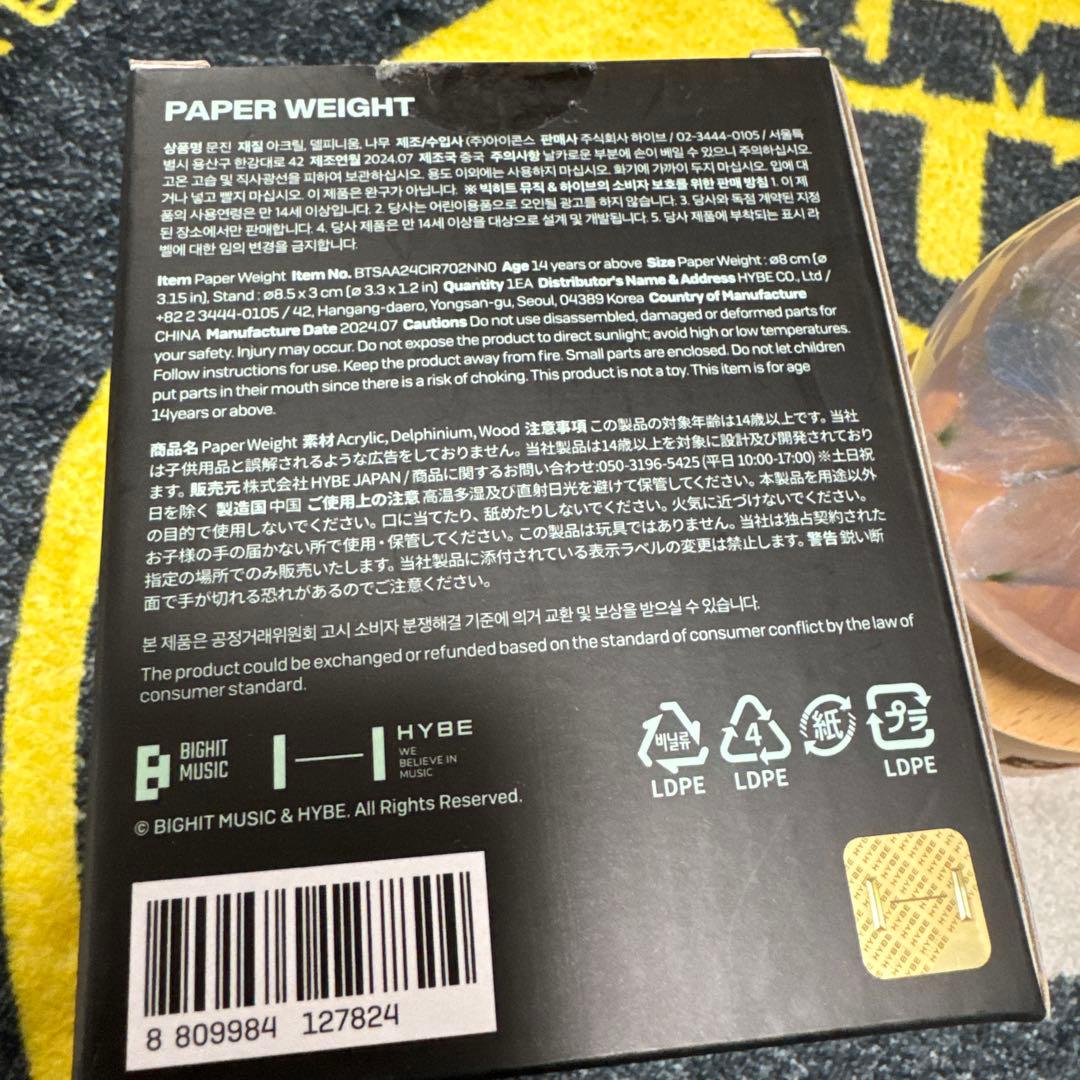 PAPER WEIGHT
상품명 문진 재질 아크릴, 델피니움, 나무 제조/수입사 (주)아이콘스 판매사 주식회사 하이브 / 02-3444-0105 / 서울특
별시 용산구 한강대로 42 제조연월 2024.07 제조국 중국 주의사항 날카로운 부분에 손이 베일 수 있으니 주의하십시오.
고온 고습 및 직사광선을 피하여 보관하십시오. 용도 이외에는 사용하지 마십시오. 화기에 가까이 두지 마십시오. 입에 대
거나 넣고 빨지 마십시오. 이 제품은 완구가 아닙니다. ※ 빅히트 뮤직 & 하이브의 소비자 보호를 위한 판매 방침 1. 이 제
품의 사용연령은 만 14세 이상입니다. 2. 당사는 어린이용품으로 오인될 광고를 하지 않습니다. 3. 당사와 독점 계약된 지정
된 장소에서만 판매합니다. 4. 당사 제품은 만 14세 이상을 대상으로 설계 및 개발됩니다. 5. 당사 제품에 부착되는 표시 라
벨에 대한 임의 변경을 금지합니다.
Item Paper Weight Item No. BTSAA24CIR702NN0 Age 14 years or above Size Paper Weight : ø8 cm (ø
3.15 in), Stand : ø8.5 x 3 cm (ø 3.3 x 1.2 in) Quantity 1EA Distributor's Name & Address HYBE CO., Ltd /
+82 2 3444-0105 / 42, Hangang-daero, Yongsan-gu, Seoul, 04389 Korea Country of Manufacture
CHINA Manufacture Date 2024.07 Cautions Do not use disassembled, damaged or deformed parts for
your safety. Injury may occur. Do not expose the product to direct sunlight; avoid high or low temperatures.
Follow instructions for use. Keep the product away from fire. Small parts are enclosed. Do not let children
put parts in their mouth since there is a risk of choking. This product is not a toy. This item is for age
14years or above.
商品名 Paper Weight 素材 Acrylic, Delphinium, Wood 注意事項 この製品の対象年齢は14歳以上です。当社
は子供用品と誤解されるような広告をしておりません。当社製品は14歳以上を対象に設計及び開発されており
ます。販売元 株式会社 HYBE JAPAN / 商品に関するお問い合わせ:050-3196-5425 (平日 10:00-17:00) ※土日祝
日を除く 製造国 中国 ご使用上の注意 高温多湿及び直射日光を避けて保管してください。本製品を用途以外
の目的で使用しないでください。口に当てたり、舐めたりしないでください。火気に近づけないでください。
お子様の手の届かない所で使用・保管してください。この製品は玩具ではありません。当社は独占契約された
指定の場所でのみ販売いたします。当社製品に添付されている表示ラベルの変更は禁止します。警告 鋭い断
面で手が切れる恐れがあるのでご注意ください。
본 제품은 공정거래위원회 고시 소비자 분쟁해결 기준에 의거 교환 및 보상을 받으실 수 있습니다.
The product could be exchanged or refunded based on the standard of consumer conflict by the law of
consumer standard.
BIGHIT
MUSIC
HYBE
WE
BELIEVE IN
MUSIC
비닐류
LDPE
4
LDPE
紙
プラ
LDPE
© BIGHIT MUSIC & HYBE. All Rights Reserved.
8 809984 127824
HYBE HYBE HYBE